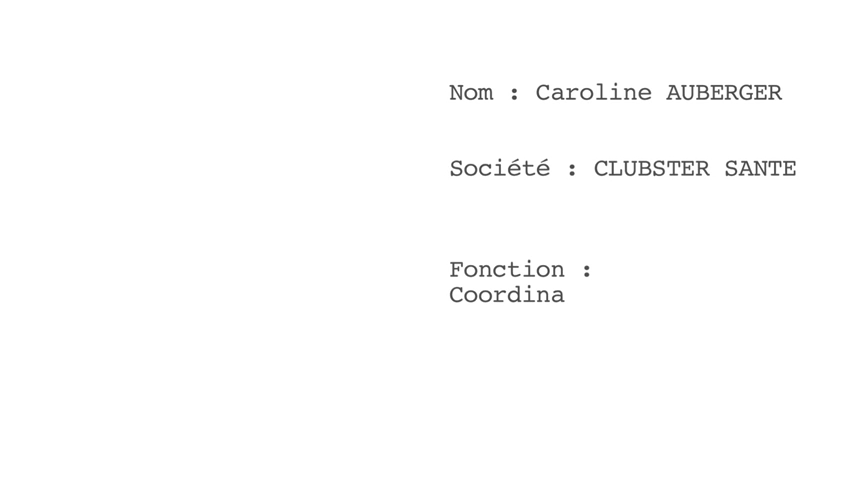 Nom : Caroline AUBERGER
Société : CLUBSTER SANTE
Fonction :
Coordina